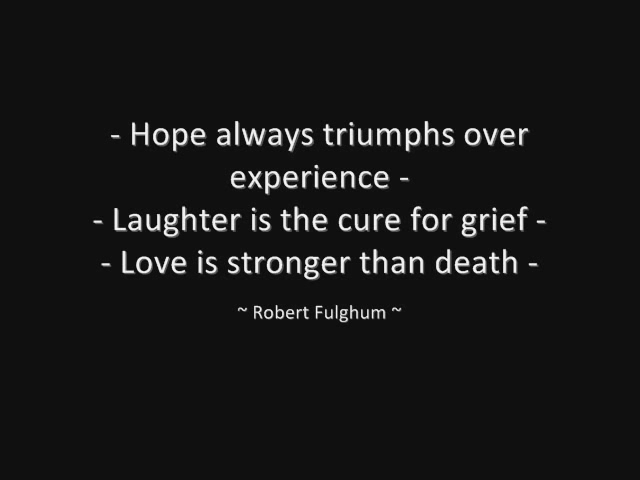 - Hope always triumphs over
experience -
- Laughter is the cure for grief -
- Love is stronger than death -
~ Robert Fulghum ~